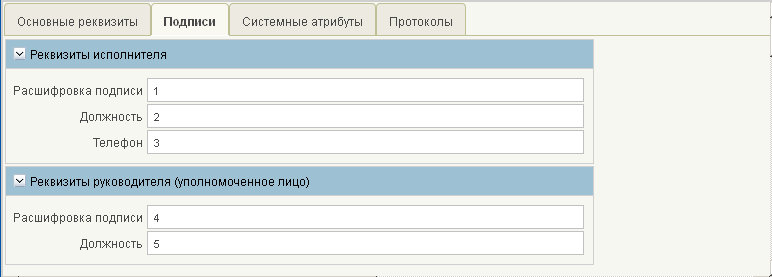 Основные реквизиты Подписи Системные атрибуты Протоколы
Реквизиты исполнителя
Расшифровка подписи 1
Должность 2
Телефон 3
Реквизиты руководителя (уполномоченное лицо)
Расшифровка подписи 4
Должность 5